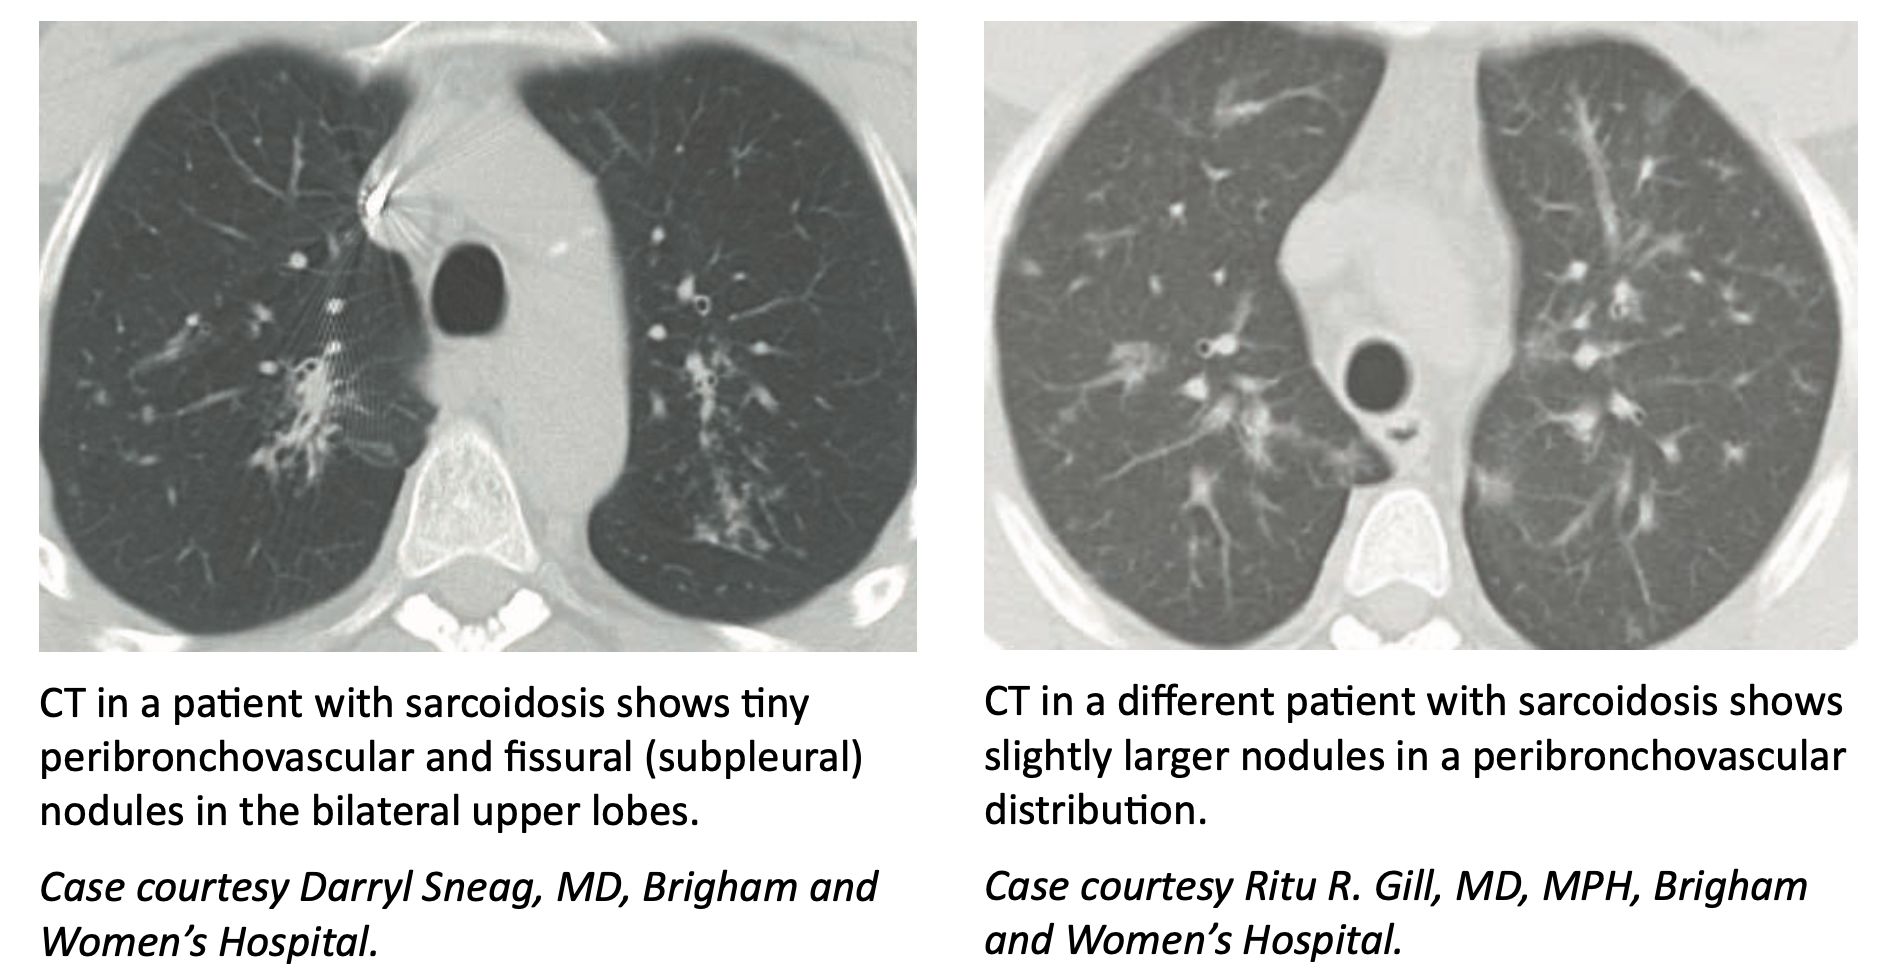 CT in a patient with sarcoidosis shows tiny
peribronchovascular and fissural (subpleural)
nodules in the bilateral upper lobes.
Case courtesy Darryl Sneag, MD, Brigham and
Women’s Hospital.
CT in a different patient with sarcoidosis shows
slightly larger nodules in a peribronchovascular
distribution.
Case courtesy Ritu R. Gill, MD, MPH, Brigham
and Women’s Hospital.